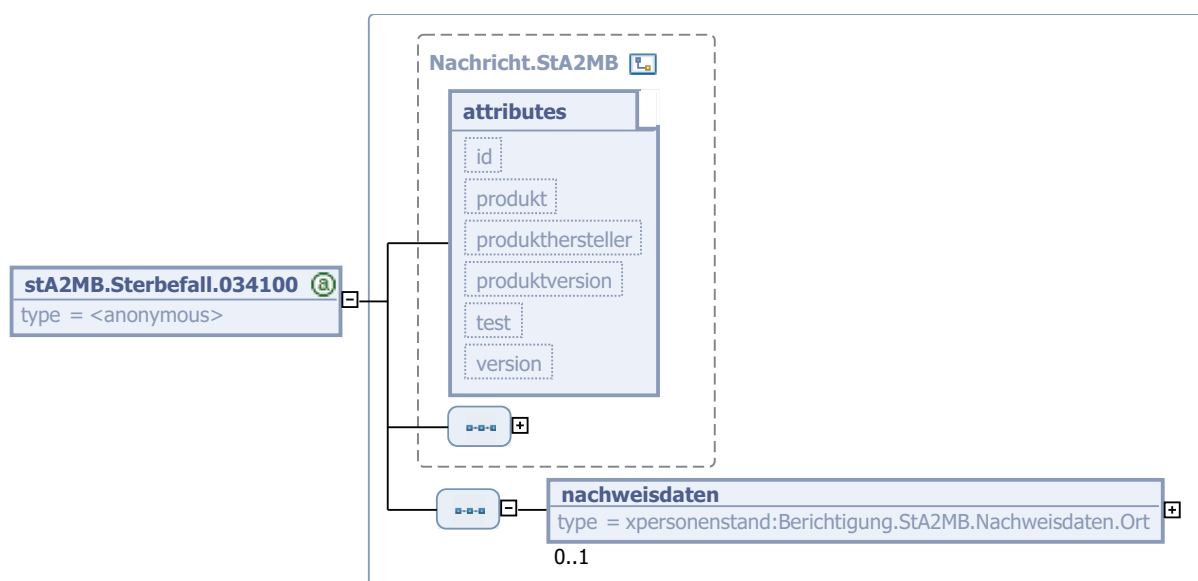 Nachricht.StA2MB
attributes
id
produkt
produkthersteller
produktversion
test
version
stA2MB.Sterbefall.034100 a
type = <anonymous>
nachweisdaten
type = xpersonenstand:Berichtigung.StA2MB.Nachweisdaten.Ort
0..1